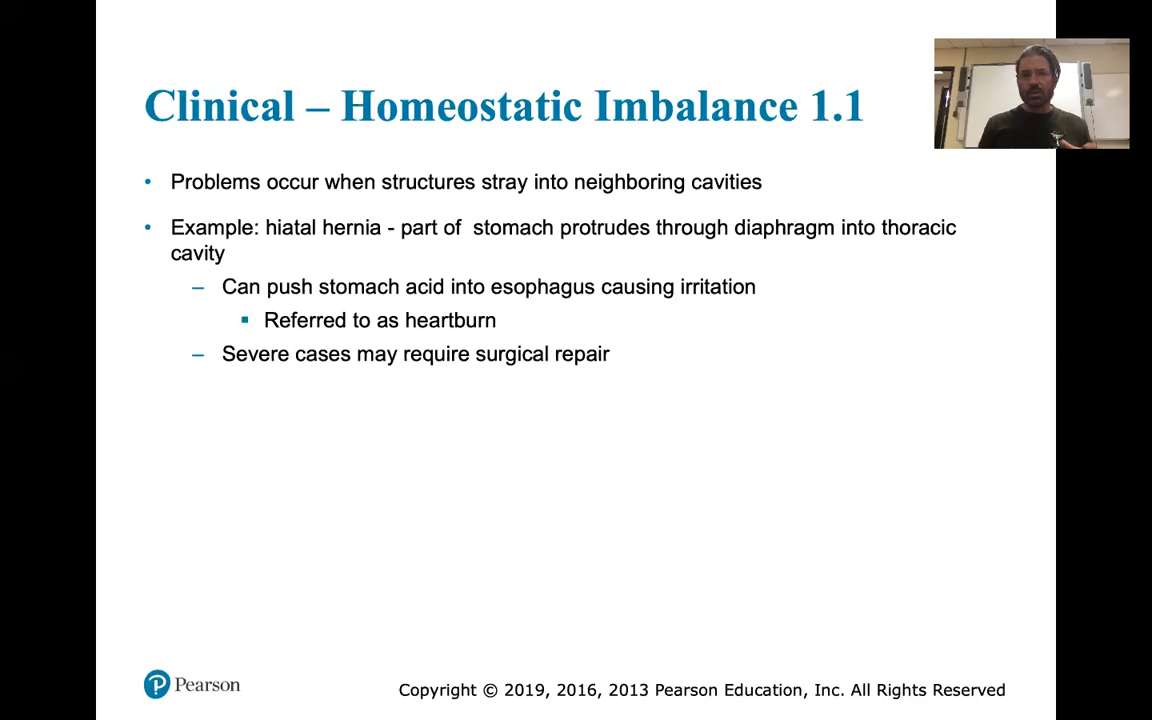 Clinical – Homeostatic Imbalance 1.1
• Problems occur when structures stray into neighboring cavities
• Example: hiatal hernia - part of stomach protrudes through diaphragm into thoracic
cavity
– Can push stomach acid into esophagus causing irritation
▪ Referred to as heartburn
– Severe cases may require surgical repair
P Pearson
Copyright © 2019, 2016, 2013 Pearson Education, Inc. All Rights Reserved